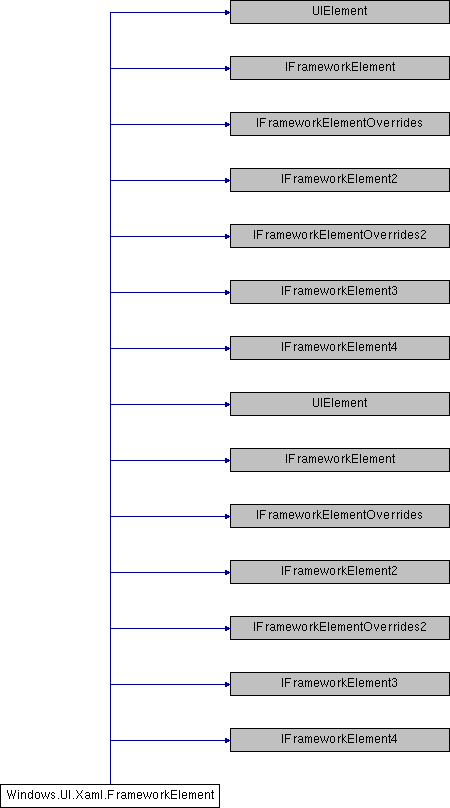 UIElement
IFrameworkElement
IFrameworkElementOverrides
IFrameworkElement2
IFrameworkElementOverrides2
IFrameworkElement3
IFrameworkElement4
UIElement
IFrameworkElement
IFrameworkElementOverrides
IFrameworkElement2
IFrameworkElementOverrides2
IFrameworkElement3
IFrameworkElement4
Windows.UI.Xaml.FrameworkElement